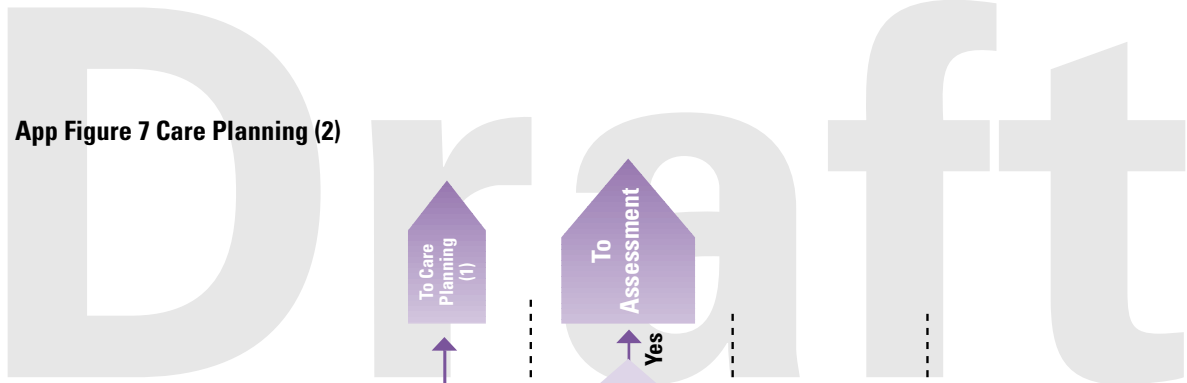 Draft
App Figure 7 Care Planning (2)
To Care
Planning
(1)
To
Assessment
Yes